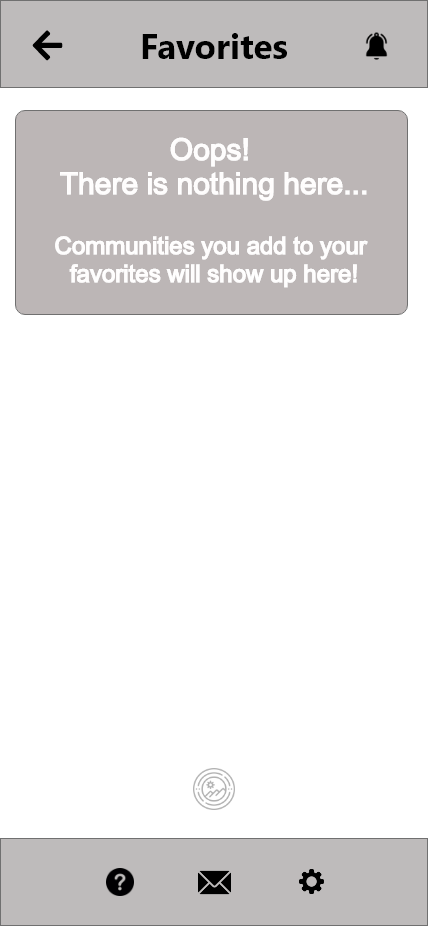 Favorites
Oops!
There is nothing here...
Communities you add to your
favorites will show up here!
?